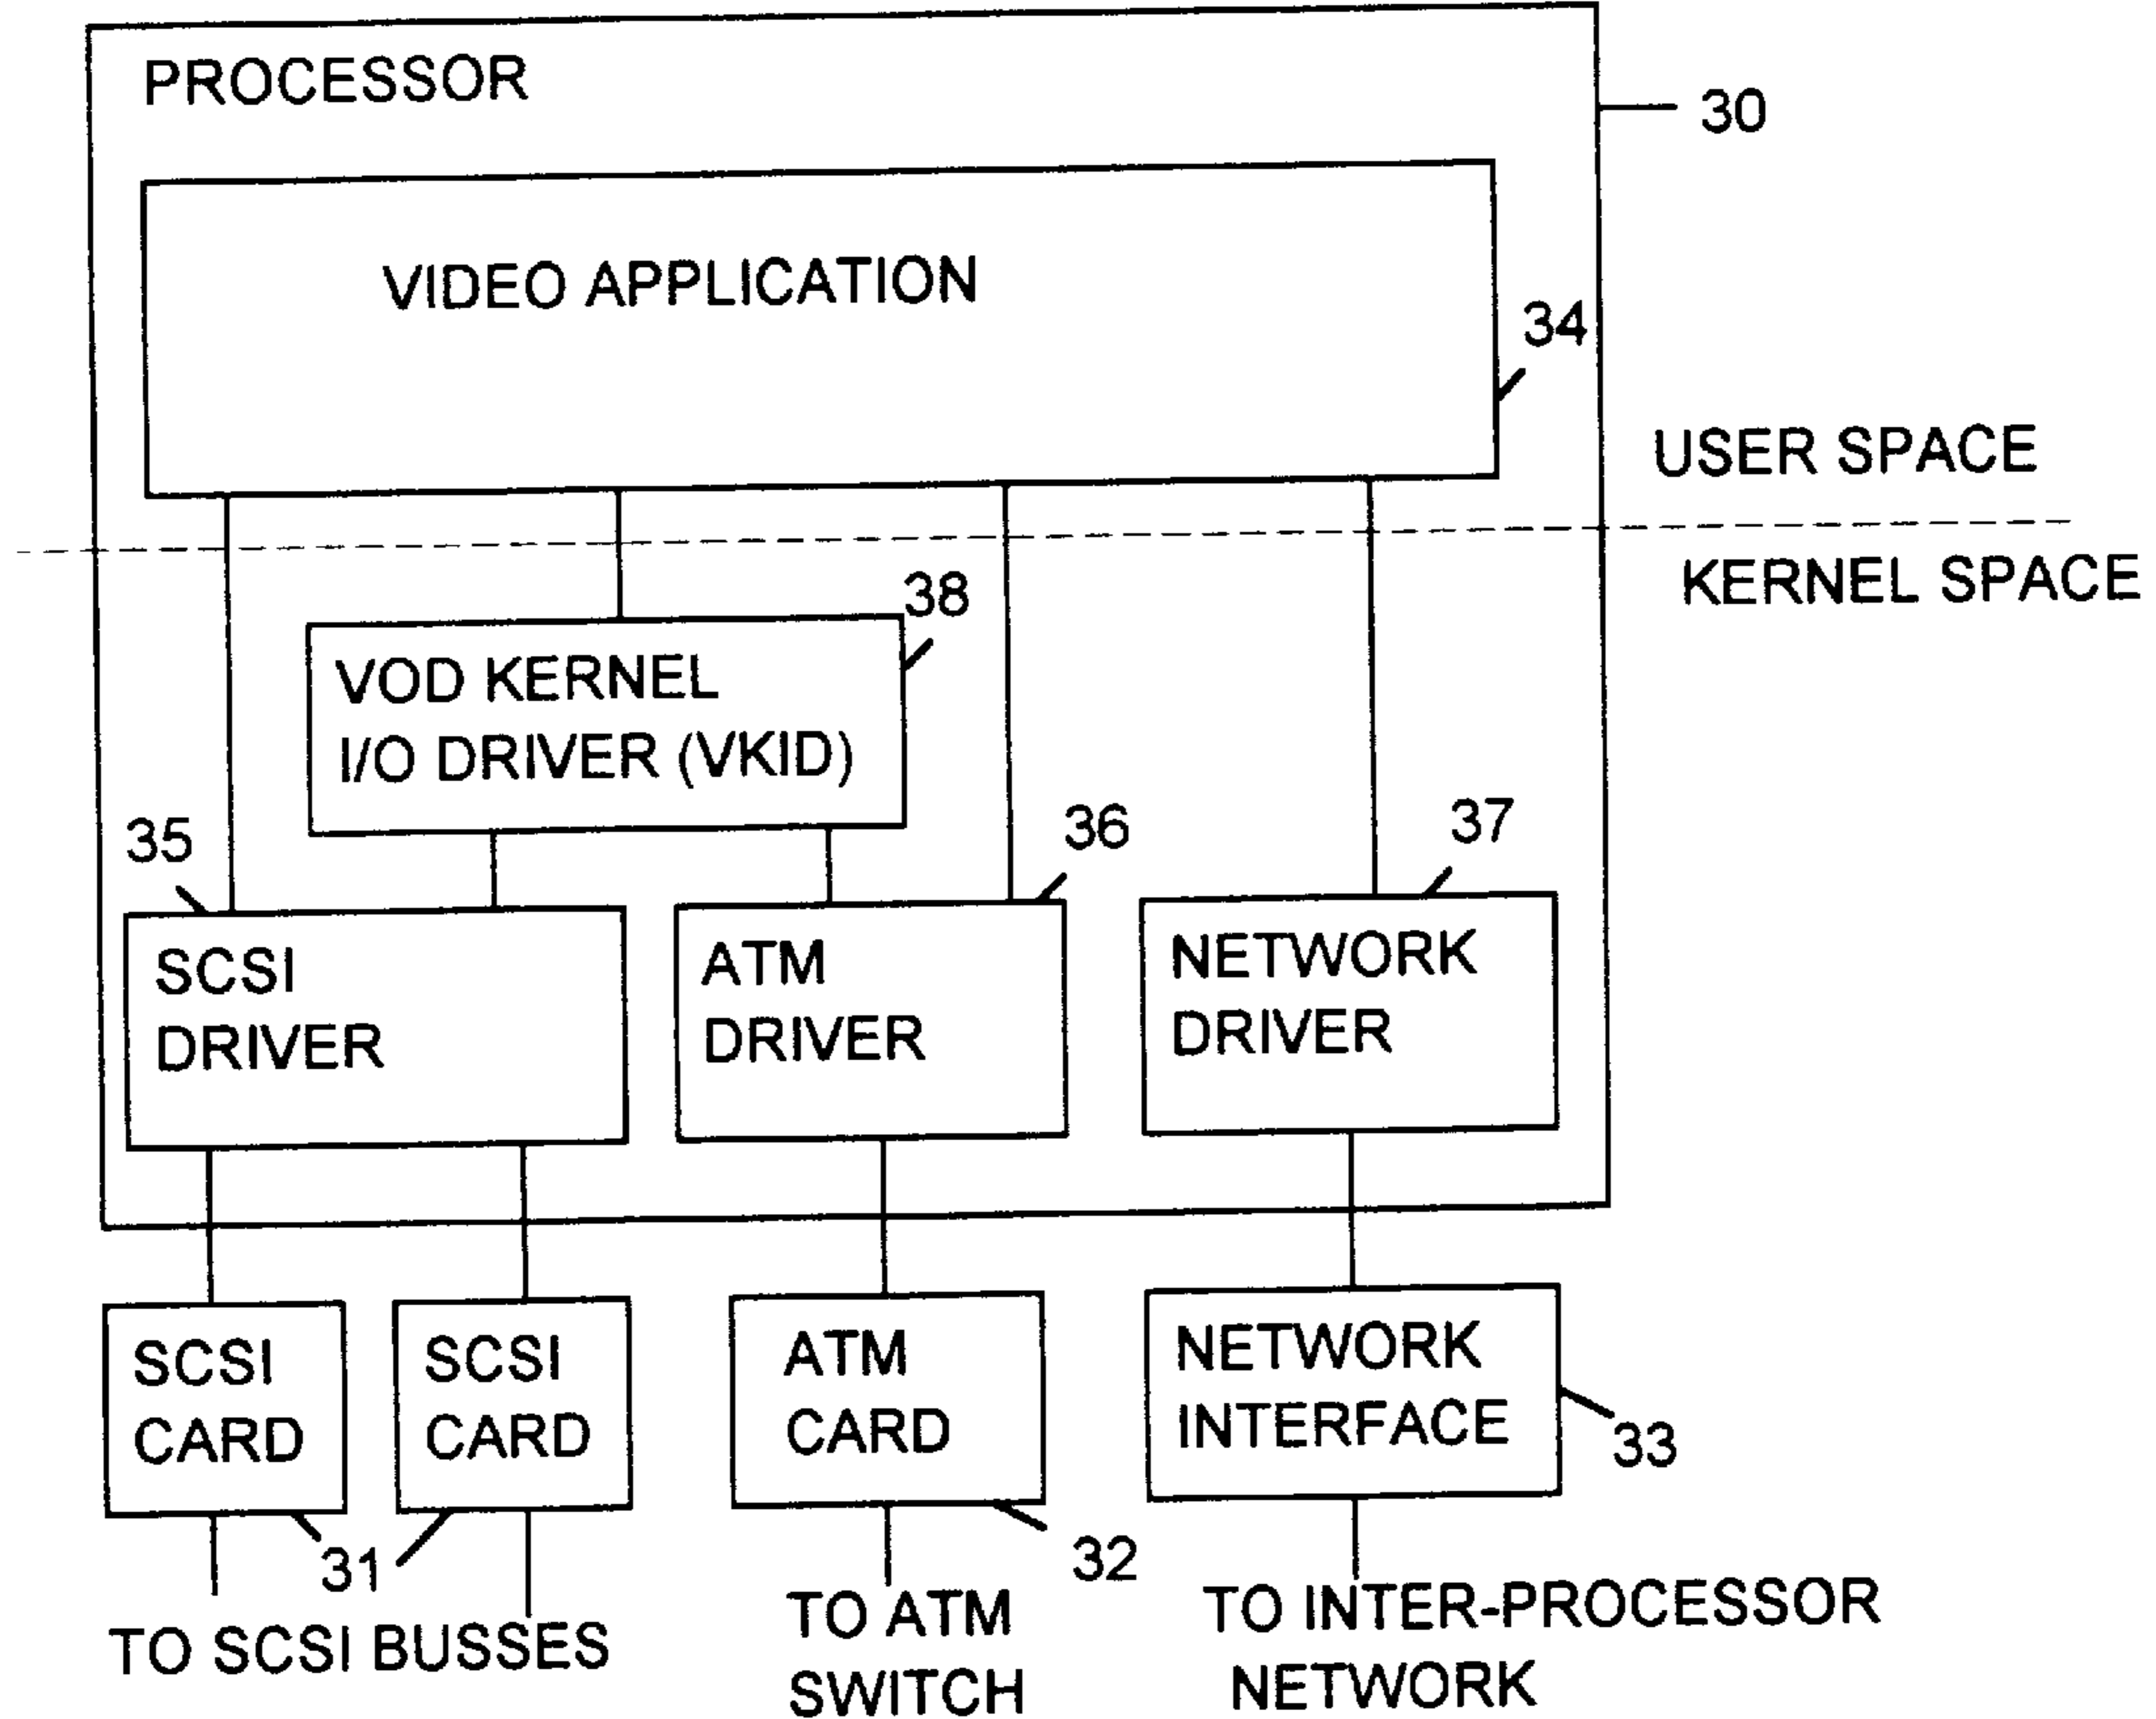 PROCESSOR
30
VIDEO APPLICATION
34
USER SPACE
KERNEL SPACE
38
VOD KERNEL
I/O DRIVER (VKID)
35
36
37
SCSI
DRIVER
ATM
DRIVER
NETWORK
DRIVER
SCSI
CARD
SCSI
CARD
ATM
CARD
NETWORK
INTERFACE
33
31
32
TO SCSI BUSSES
TO ATM
SWITCH
TO INTER-PROCESSOR
NETWORK